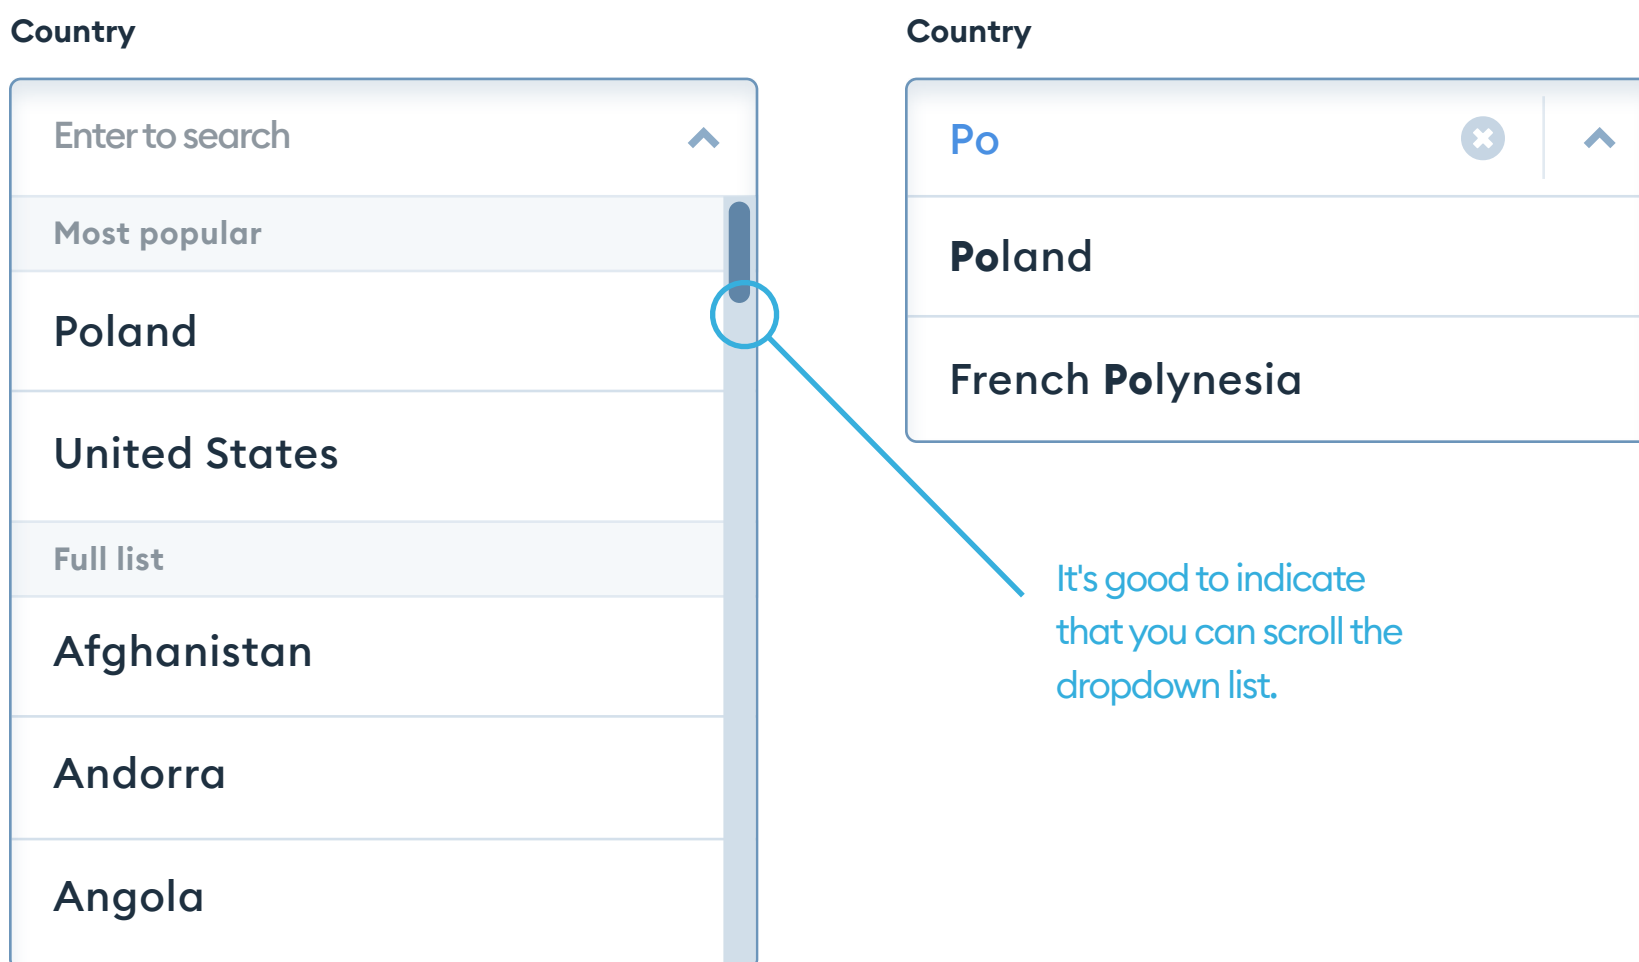 Country
Enter to search
Most popular
Poland
United States
Full list
Afghanistan
Andorra
Angola
Country
Po
Poland
French Polynesia
It's good to indicate
that you can scroll the
dropdown list.